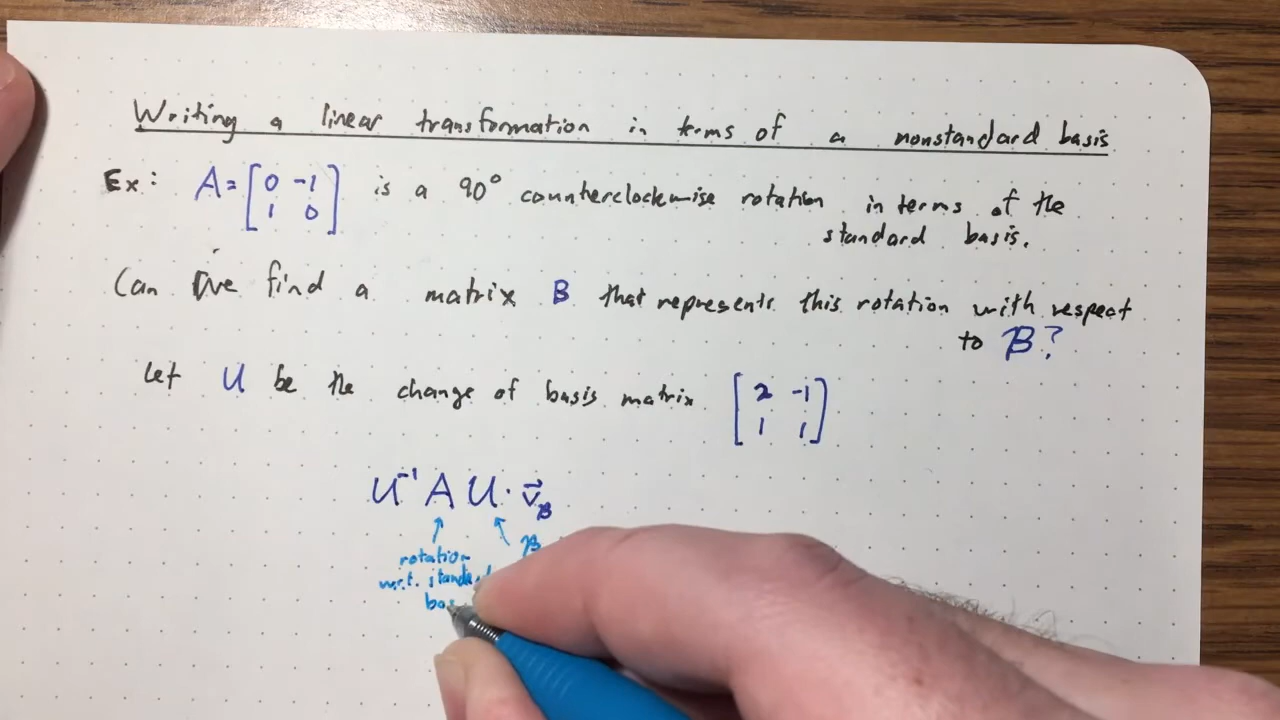 Writing a linear transformation in terms of a nonstandard basis
Ex: A = [0 -1] is a 90° counterclockwise rotation in terms of the
[1 0] standard basis.
Can we find a matrix B that represents this rotation with respect
to ℬ?
Let U be the change of basis matrix [2 -1]
[1 1]
U⁻¹ A U · v⃗_ℬ
ℬ
rotation
w.r.t.